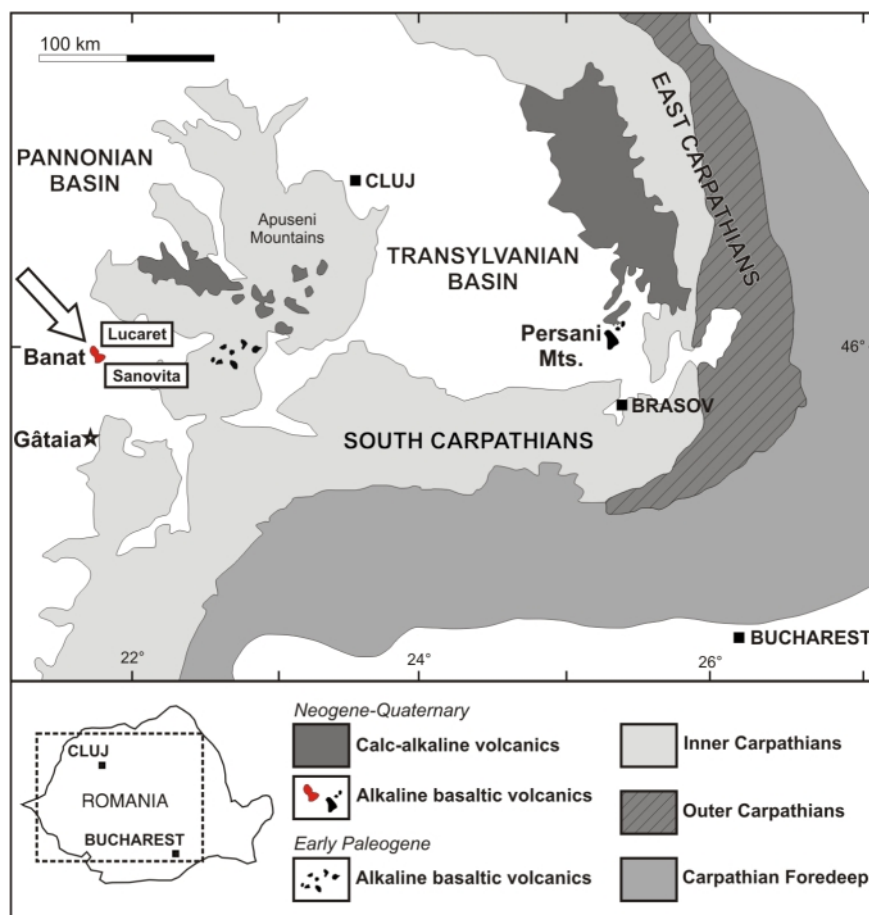 100 km
PANNONIAN
BASIN
CLUJ
Apuseni
Mountains
TRANSYLVANIAN
BASIN
EAST CARPATHIANS
Lucaret
Banat
Sanovita
Persani
Mts.
46°
BRASOV
Gâtaia
SOUTH CARPATHIANS
BUCHAREST
22°
24°
26°
CLUJ
ROMANIA
BUCHAREST
Neogene-Quaternary
Calc-alkaline volcanics
Alkaline basaltic volcanics
Early Paleogene
Alkaline basaltic volcanics
Inner Carpathians
Outer Carpathians
Carpathian Foredeep